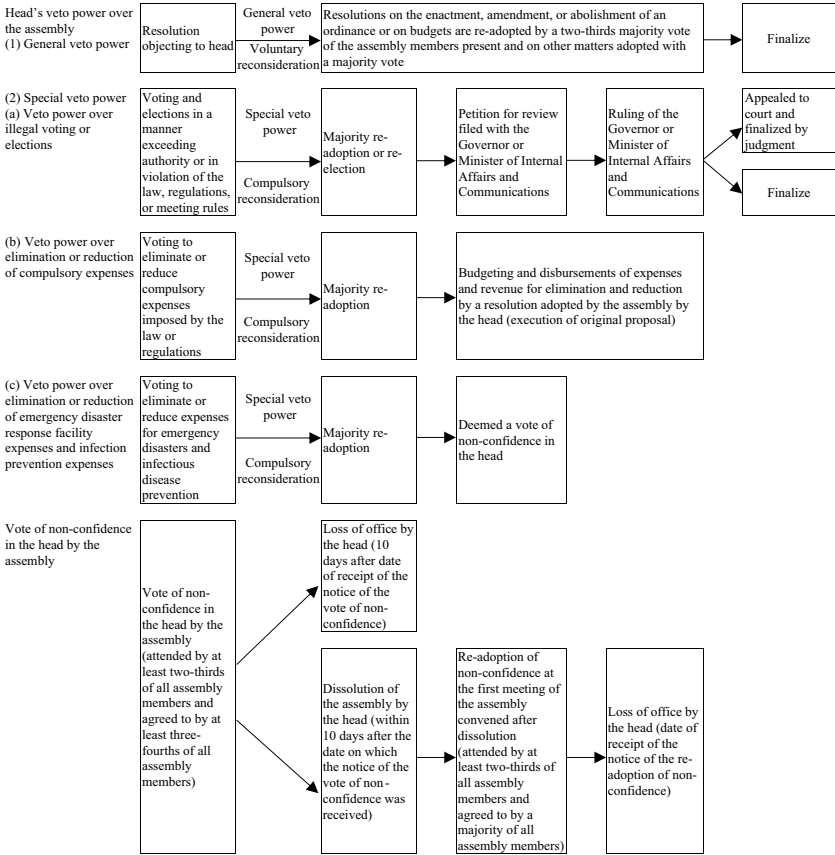 Head's veto power over
the assembly
(1) General veto power
Resolution
objecting to head
General veto
power
Voluntary
reconsideration
Resolutions on the enactment, amendment, or abolishment of an
ordinance or on budgets are re-adopted by a two-thirds majority vote
of the assembly members present and on other matters adopted with
a majority vote
Finalize
(2) Special veto power
(a) Veto power over
illegal voting or
elections
Voting and
elections in a
manner
exceeding
authority or in
violation of the
law, regulations,
or meeting rules
Special veto
power
Compulsory
reconsideration
Majority re-
adoption or re-
election
Petition for review
filed with the
Governor or
Minister of Internal
Affairs and
Communications
Ruling of the
Governor or
Minister of
Internal Affairs
and
Communications
Appealed to
court and
finalized by
judgment
Finalize
(b) Veto power over
elimination or reduction
of compulsory expenses
Voting to
eliminate or
reduce
compulsory
expenses
imposed by the
law or
regulations
Special veto
power
Compulsory
reconsideration
Majority re-
adoption
Budgeting and disbursements of expenses
and revenue for elimination and reduction
by a resolution adopted by the assembly by
the head (execution of original proposal)
(c) Veto power over
elimination or reduction
of emergency disaster
response facility
expenses and infection
prevention expenses
Voting to
eliminate or
reduce expenses
for emergency
disasters and
infectious
disease
prevention
Special veto
power
Compulsory
reconsideration
Majority re-
adoption
Deemed a vote of
non-confidence in
the head
Vote of non-confidence
in the head by the
assembly
Vote of non-
confidence in
the head by the
assembly
(attended by at
least two-thirds
of all assembly
members and
agreed to by at
least three-
fourths of all
assembly
members)
Loss of office by
the head (10
days after date
of receipt of the
notice of the
vote of non-
confidence)
Dissolution of
the assembly by
the head (within
10 days after the
date on which
the notice of the
vote of non-
confidence was
received)
Re-adoption of
non-confidence at
the first meeting of
the assembly
convened after
dissolution
(attended by at
least two-thirds of
all assembly
members and
agreed to by a
majority of all
assembly members)
Loss of office by
the head (date of
receipt of the
notice of the re-
adoption of non-
confidence)